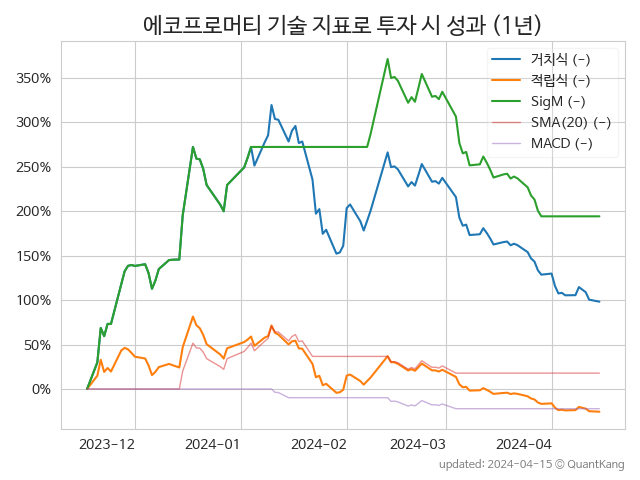 에코프로머티 기술 지표로 투자 시 성과 (1년)
거치식 (-)
적립식 (-)
SigM (-)
SMA(20) (-)
MACD (-)
350%
300%
250%
200%
150%
100%
50%
0%
2023-12
2024-01
2024-02
2024-03
2024-04
updated: 2024-04-15 © QuantKang